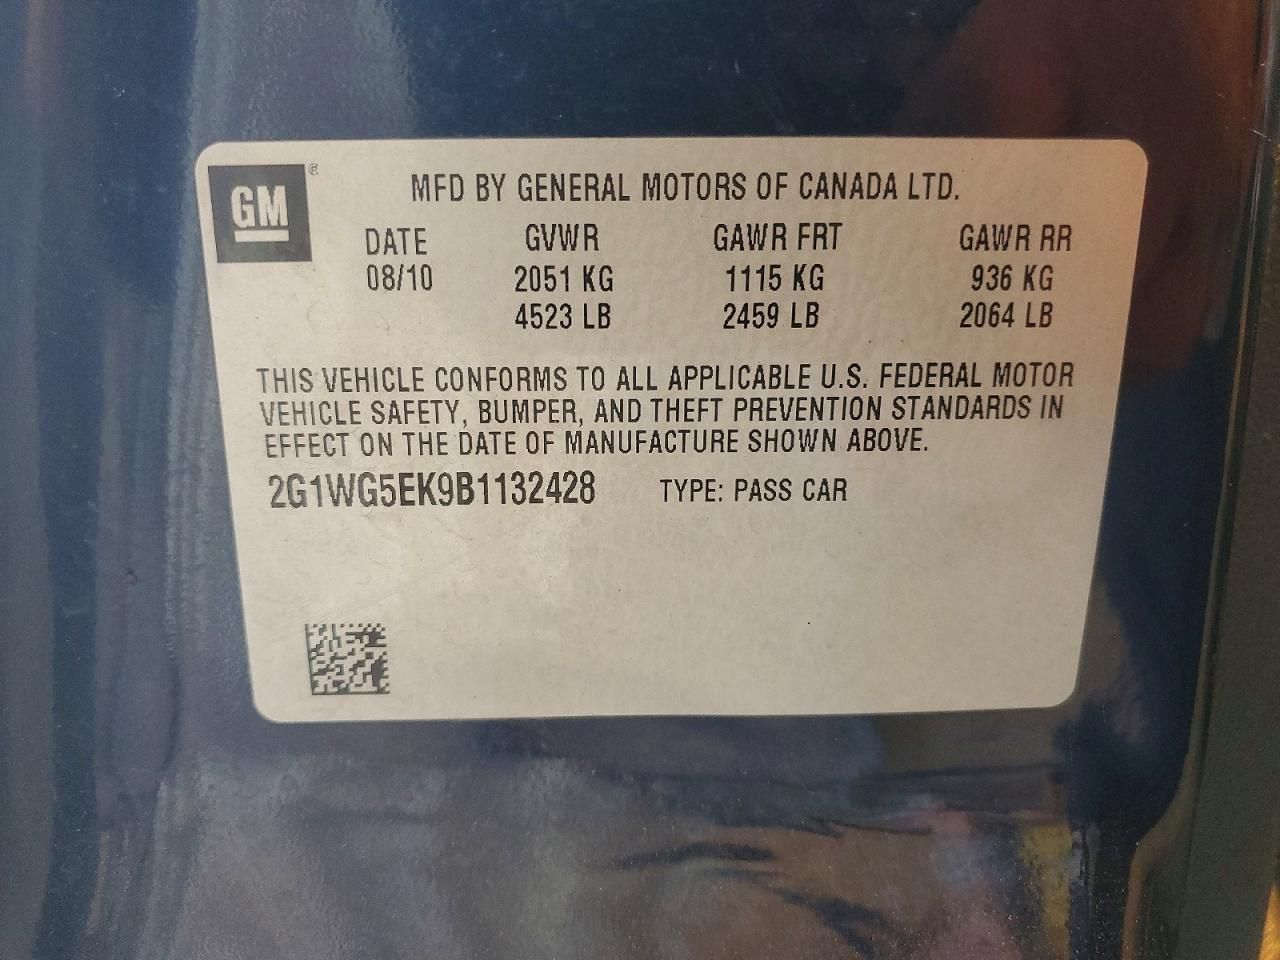 GM ©
MFD BY GENERAL MOTORS OF CANADA LTD.
DATE GVWR GAWR FRT GAWR RR
08/10 2051 KG 1115 KG 936 KG
4523 LB 2459 LB 2064 LB
THIS VEHICLE CONFORMS TO ALL APPLICABLE U.S. FEDERAL MOTOR
VEHICLE SAFETY, BUMPER, AND THEFT PREVENTION STANDARDS IN
EFFECT ON THE DATE OF MANUFACTURE SHOWN ABOVE.
2G1WG5EK9B1132428 TYPE: PASS CAR